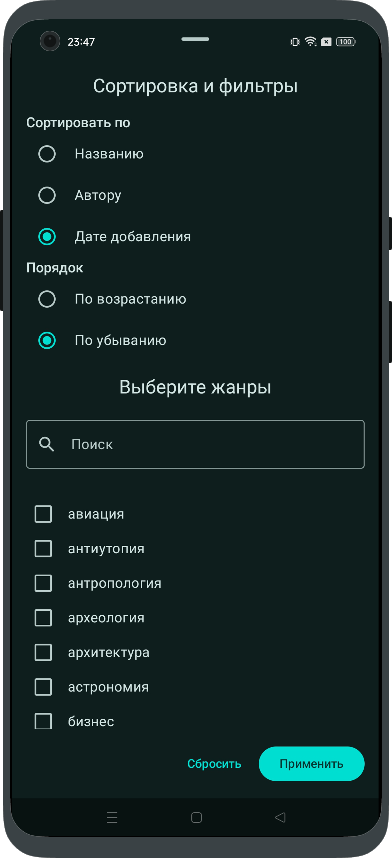 23:47
100
Сортировка и фильтры
Сортировать по
Названию
Автору
Дате добавления
Порядок
По возрастанию
По убыванию
Выберите жанры
Поиск
авиация
антиутопия
антропология
археология
архитектура
астрономия
бизнес
Сбросить Применить